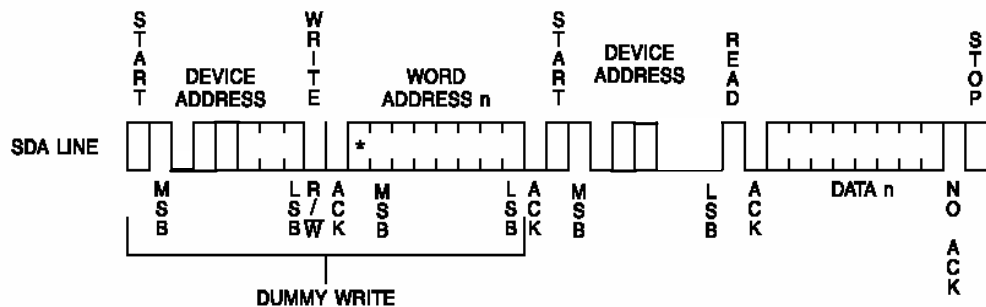 START
DEVICE
ADDRESS
WRITE
WORD
ADDRESS n
START
DEVICE
ADDRESS
READ
STOP
SDA LINE
*
MSB
LSB
R/W
ACK
MSB
LSB
ACK
MSB
LSB
ACK
DATA n
NO ACK
DUMMY WRITE